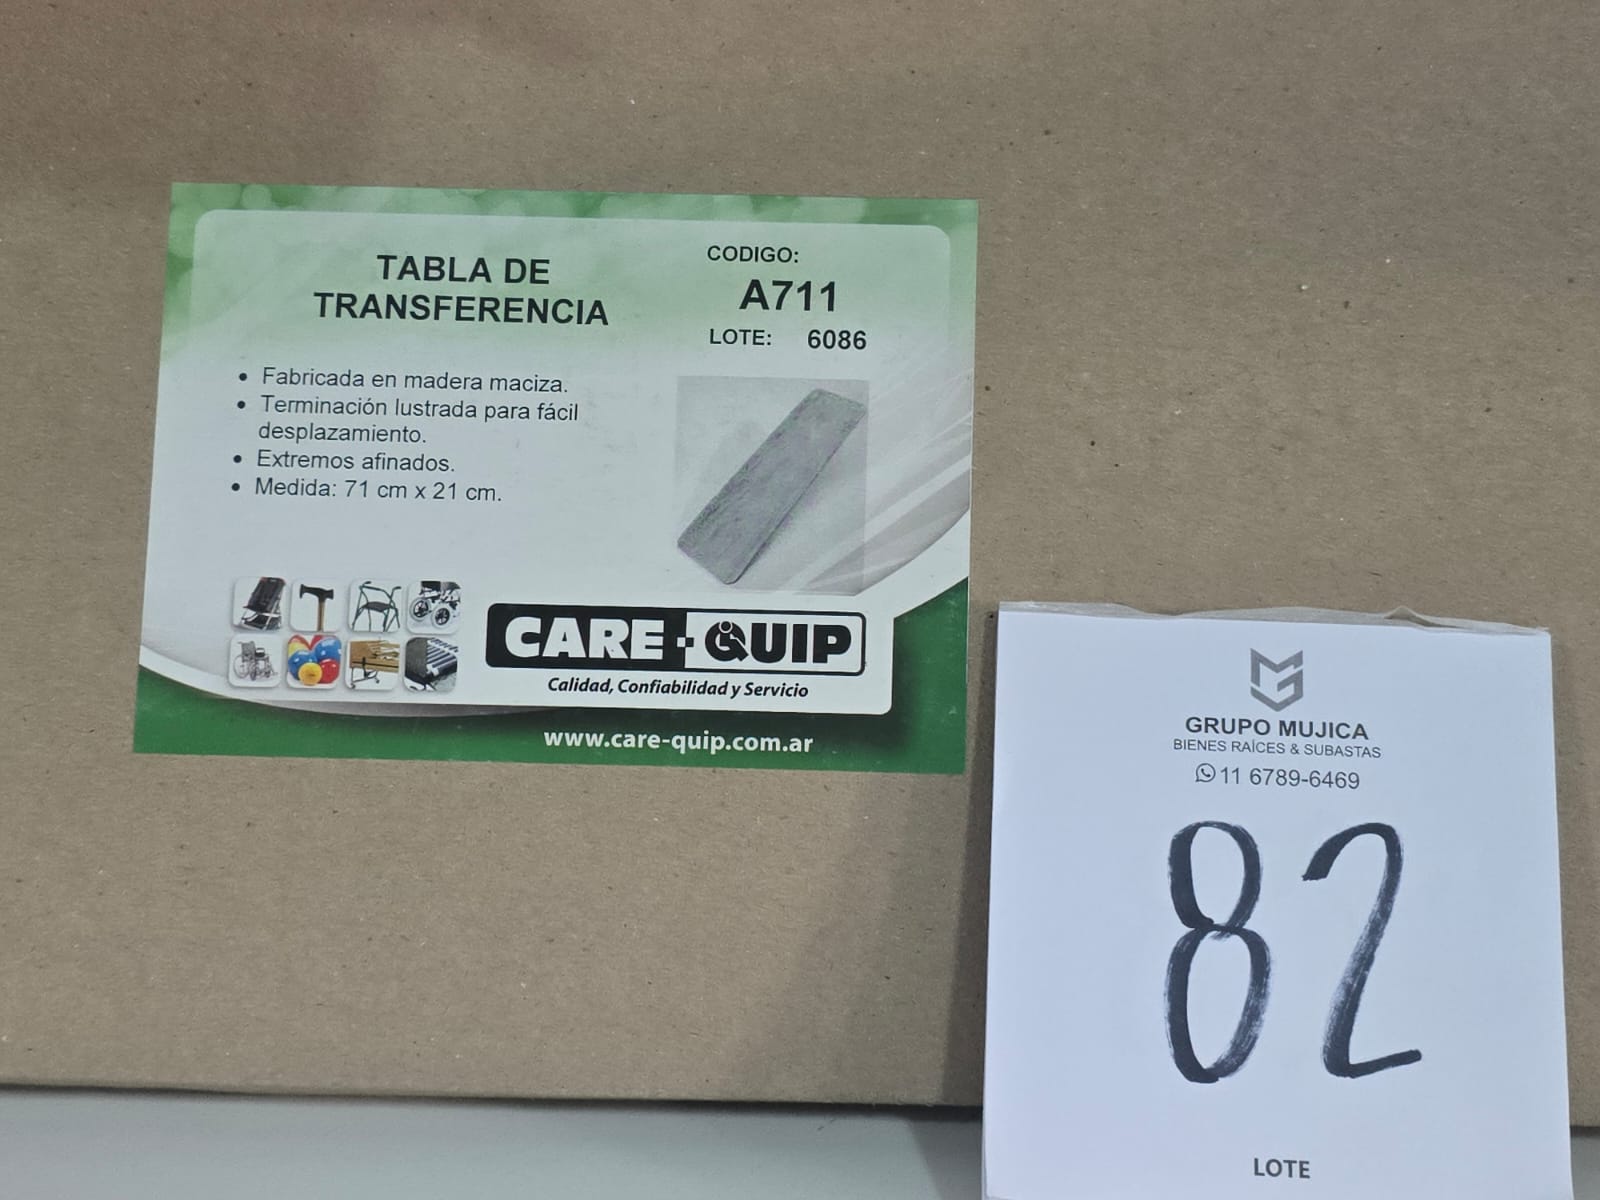 TABLA DE
TRANSFERENCIA
CODIGO:
A711
LOTE: 6086
• Fabricada en madera maciza.
• Terminación lustrada para fácil
desplazamiento.
• Extremos afinados.
• Medida: 71 cm x 21 cm.
CARE-QUIP
Calidad, Confiabilidad y Servicio
www.care-quip.com.ar
MG
GRUPO MUJICA
BIENES RAÍCES & SUBASTAS
11 6789-6469
82
LOTE